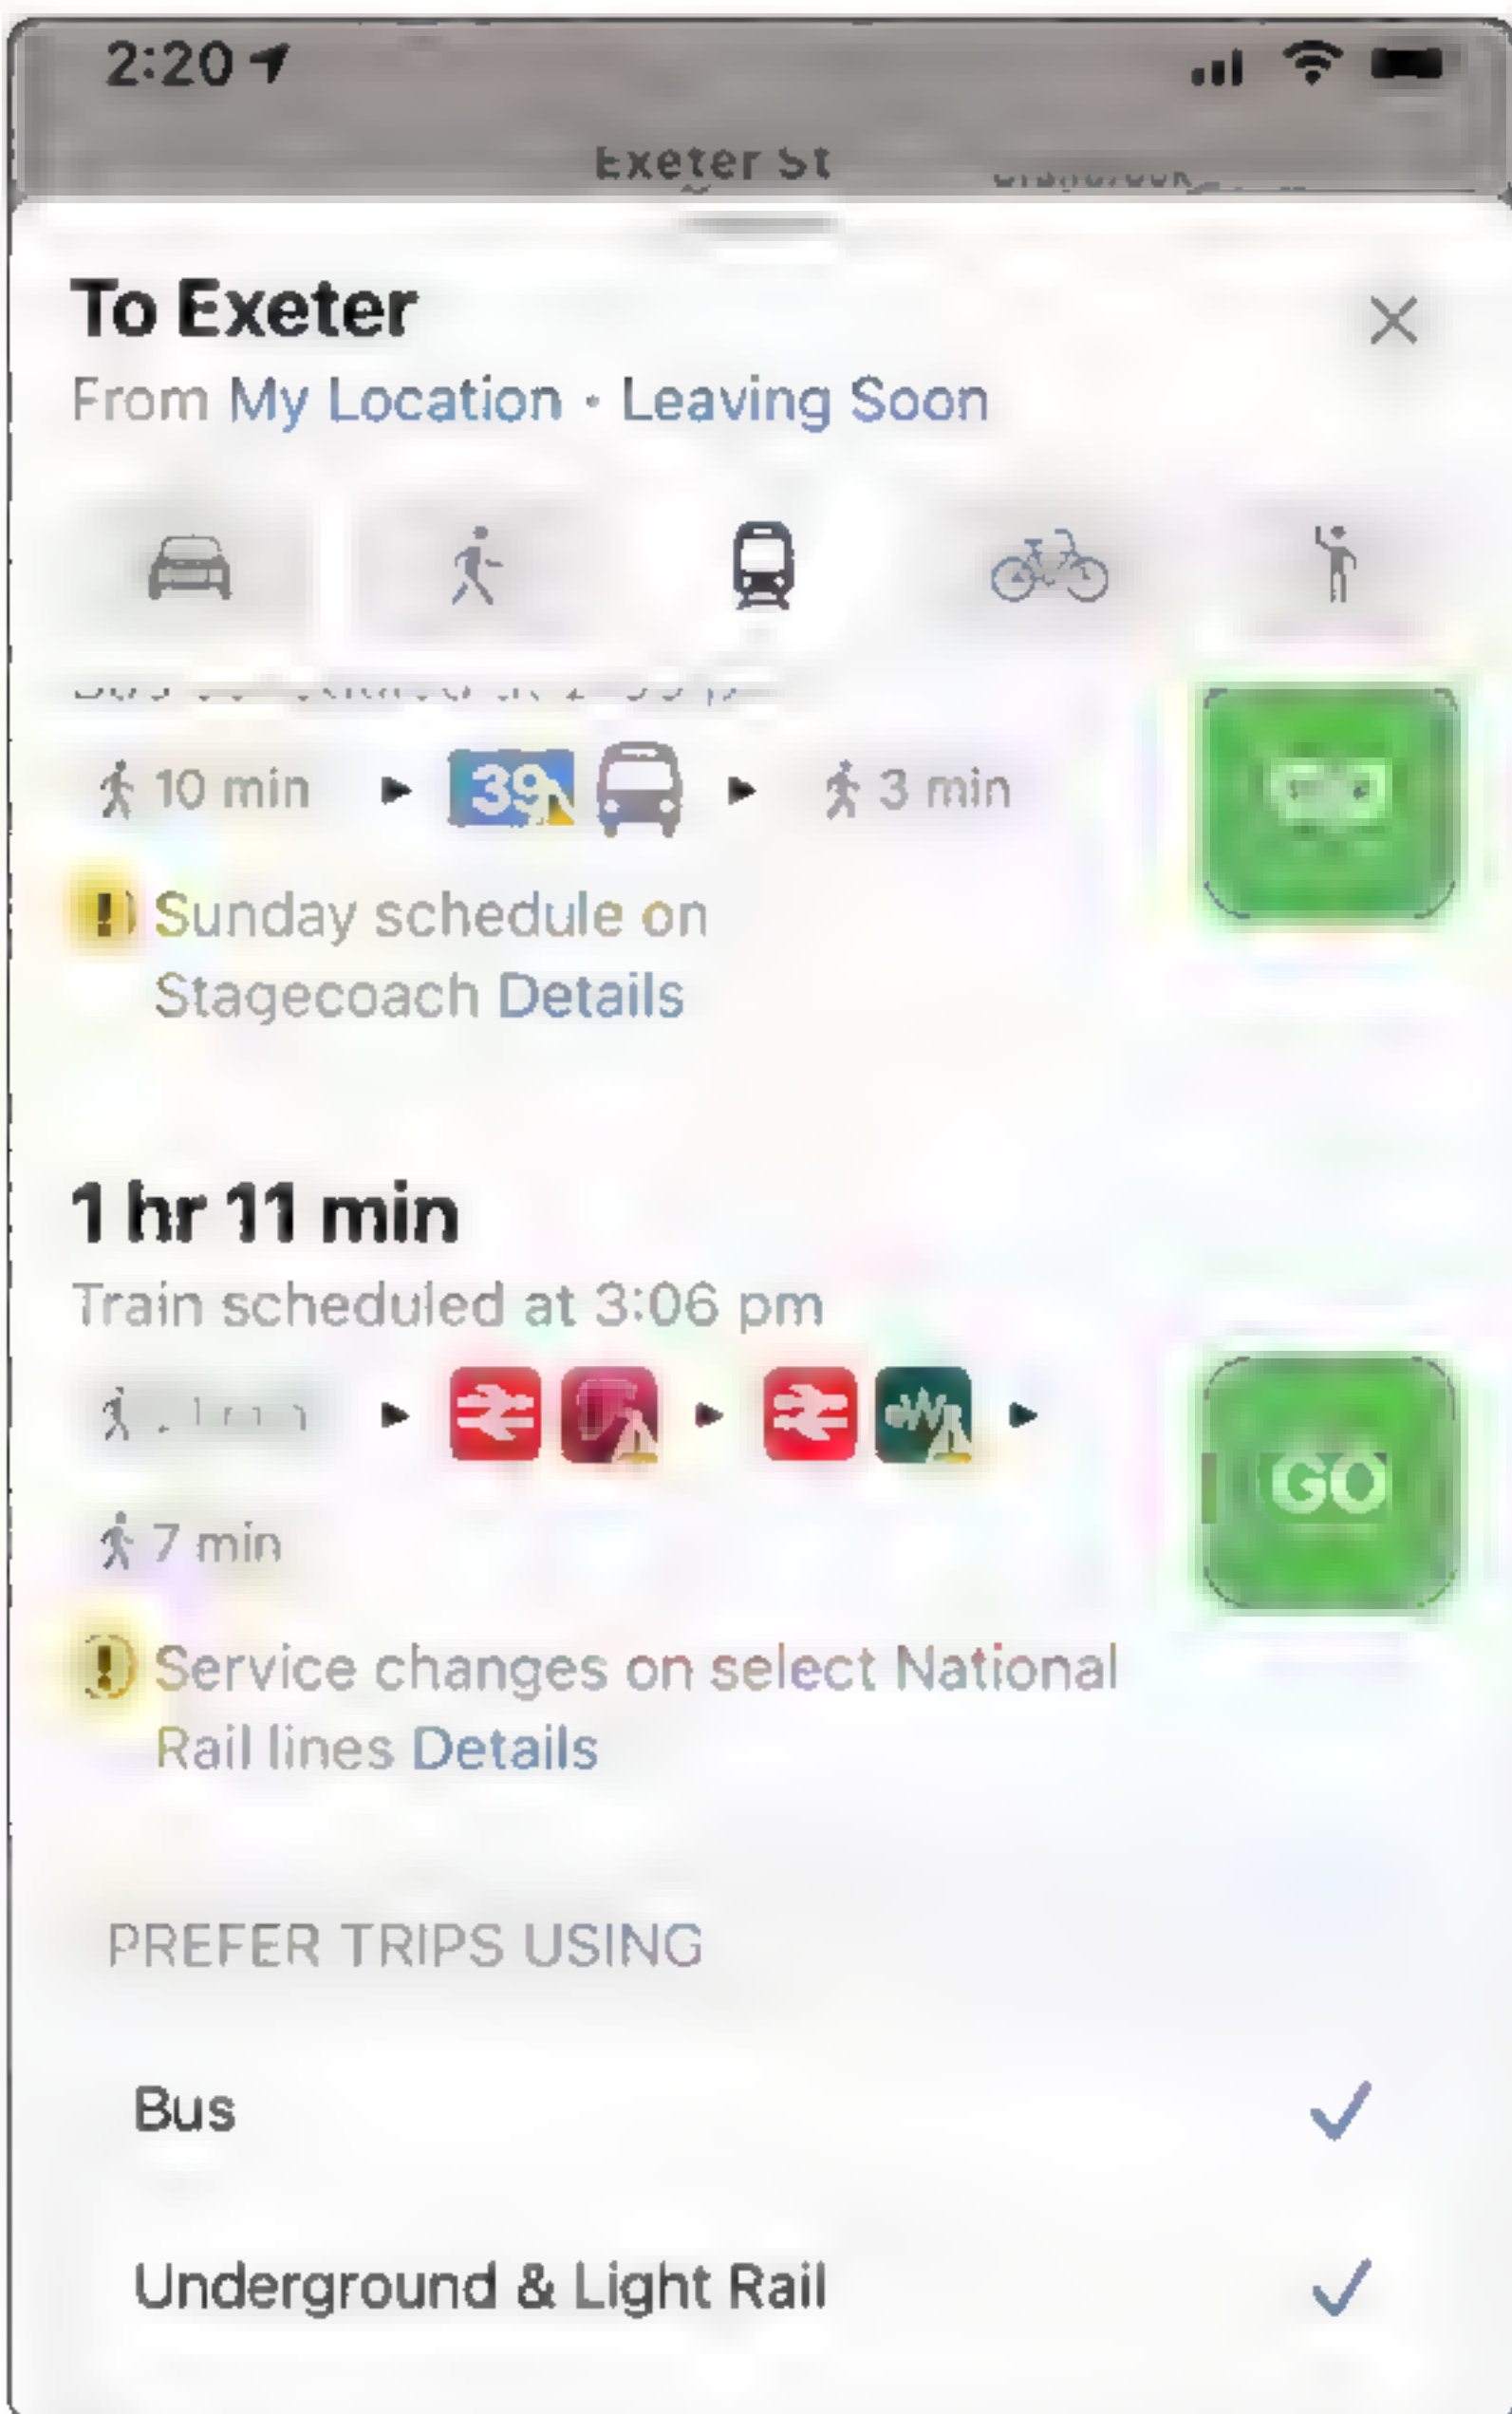 2:20
Exeter St
To Exeter
From My Location · Leaving Soon
10 min ▸ 39 ▸ 3 min
! Sunday schedule on
Stagecoach Details
1 hr 11 min
Train scheduled at 3:06 pm
7 min
GO
! Service changes on select National
Rail lines Details
PREFER TRIPS USING
Bus
Underground & Light Rail